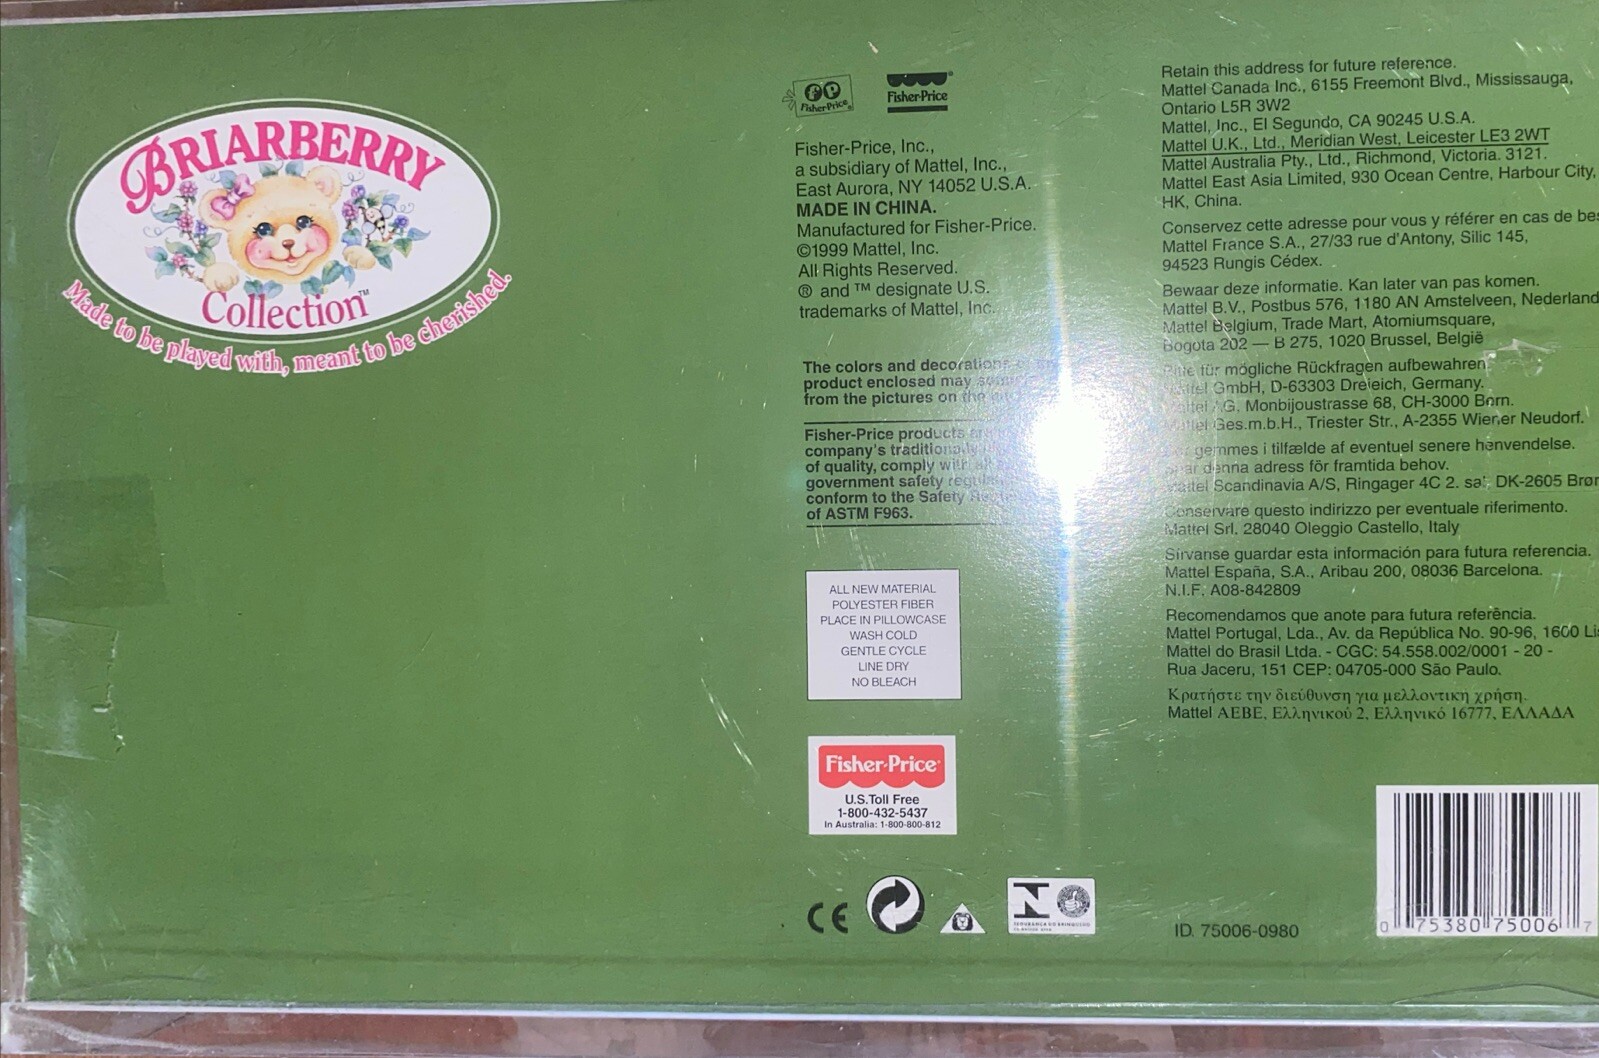 BRIARBERRY
Collection™
Made to be played with, meant to be cherished.
Fisher-Price®
Fisher-Price®
Fisher-Price, Inc.,
a subsidiary of Mattel, Inc.,
East Aurora, NY 14052 U.S.A.
MADE IN CHINA.
Manufactured for Fisher-Price.
©1999 Mattel, Inc.
All Rights Reserved.
® and ™ designate U.S.
trademarks of Mattel, Inc.
The colors and decorations
product enclosed may
from the pictures on the
Fisher-Price products
company's traditionally
of quality, comply with all
government safety
conform to the Safety
of ASTM F963.
ALL NEW MATERIAL
POLYESTER FIBER
PLACE IN PILLOWCASE
WASH COLD
GENTLE CYCLE
LINE DRY
NO BLEACH
Fisher-Price®
U.S.Toll Free
1-800-432-5437
In Australia: 1-800-800-812
CE
N
Retain this address for future reference.
Mattel Canada Inc., 6155 Freemont Blvd., Mississauga,
Ontario L5R 3W2
Mattel, Inc., El Segundo, CA 90245 U.S.A.
Mattel U.K., Ltd., Meridian West, Leicester LE3 2WT
Mattel Australia Pty., Ltd., Richmond, Victoria. 3121.
Mattel East Asia Limited, 930 Ocean Centre, Harbour City,
HK, China.
Conservez cette adresse pour vous y référer en cas de
Mattel France S.A., 27/33 rue d'Antony, Silic 145,
94523 Rungis Cédex.
Bewaar deze informatie. Kan later van pas komen.
Mattel B.V., Postbus 576, 1180 AN Amstelveen, Nederland
Mattel Belgium, Trade Mart, Atomiumsquare,
Bogota 202 — B 275, 1020 Brussel, België
für mögliche Rückfragen aufbewahren
GmbH, D-63303 Dreieich, Germany.
Monbijoustrasse 68, CH-3000 Bern.
Ges.m.b.H., Triester Str., A-2355 Wiener Neudorf.
gemmes i tilfælde af eventuel senere henvendelse.
denna adress för framtida behov.
Mattel Scandinavia A/S, Ringager 4C 2. sal, DK-2605
Conservare questo indirizzo per eventuale riferimento.
Mattel Srl. 28040 Oleggio Castello, Italy
Sírvanse guardar esta información para futura referencia.
Mattel España, S.A., Aribau 200, 08036 Barcelona.
N.I.F. A08-842809
Recomendamos que anote para futura referência.
Mattel Portugal, Lda., Av. da República No. 90-96, 1600
Mattel do Brasil Ltda. - CGC: 54.558.002/0001 - 20 -
Rua Jaceru, 151 CEP: 04705-000 São Paulo.
Κρατήστε την διεύθυνση για μελλοντικη χρήση.
Mattel ΑΕΒΕ, Ελληνικού 2, Ελληνικό 16777, ΕΛΛΑΔΑ
ID. 75006-0980
0 75380 75006 7